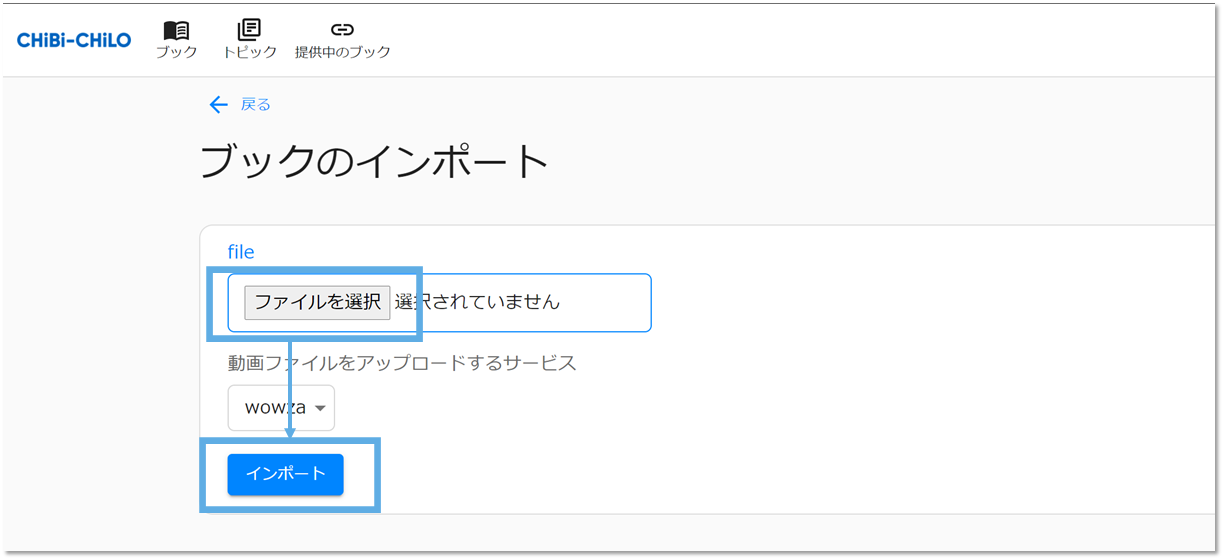 CHiBi-CHiLO
ブック
トピック
提供中のブック
戻る
ブックのインポート
file
ファイルを選択 選択されていません
動画ファイルをアップロードするサービス
wowza
インポート